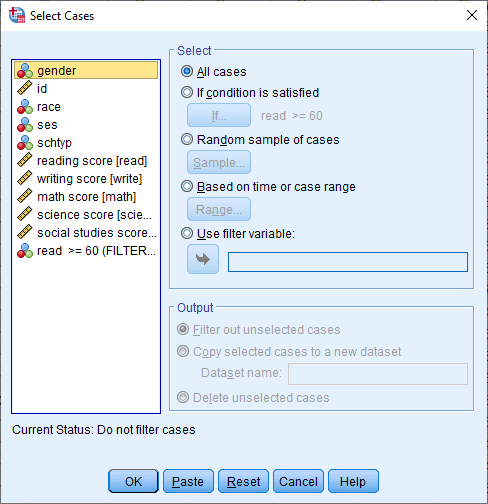 Select Cases
gender
id
race
ses
schtyp
reading score [read]
writing score [write]
math score [math]
science score [scie...
social studies score...
read >= 60 (FILTER...
Select
All cases
If condition is satisfied
If... read >= 60
Random sample of cases
Sample...
Based on time or case range
Range...
Use filter variable:
Output
Filter out unselected cases
Copy selected cases to a new dataset
Dataset name:
Delete unselected cases
Current Status: Do not filter cases
OK Paste Reset Cancel Help